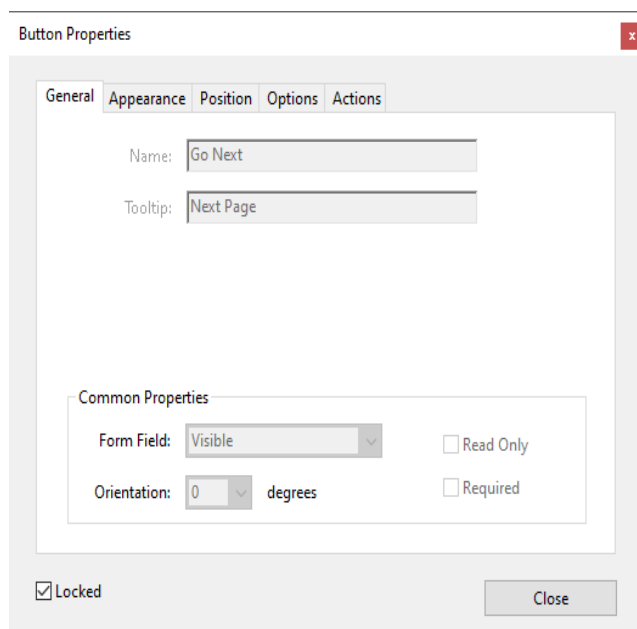 Button Properties
x
General Appearance Position Options Actions
Name: Go Next
Tooltip: Next Page
Common Properties
Form Field: Visible
Read Only
Orientation: 0 degrees
Required
Locked
Close